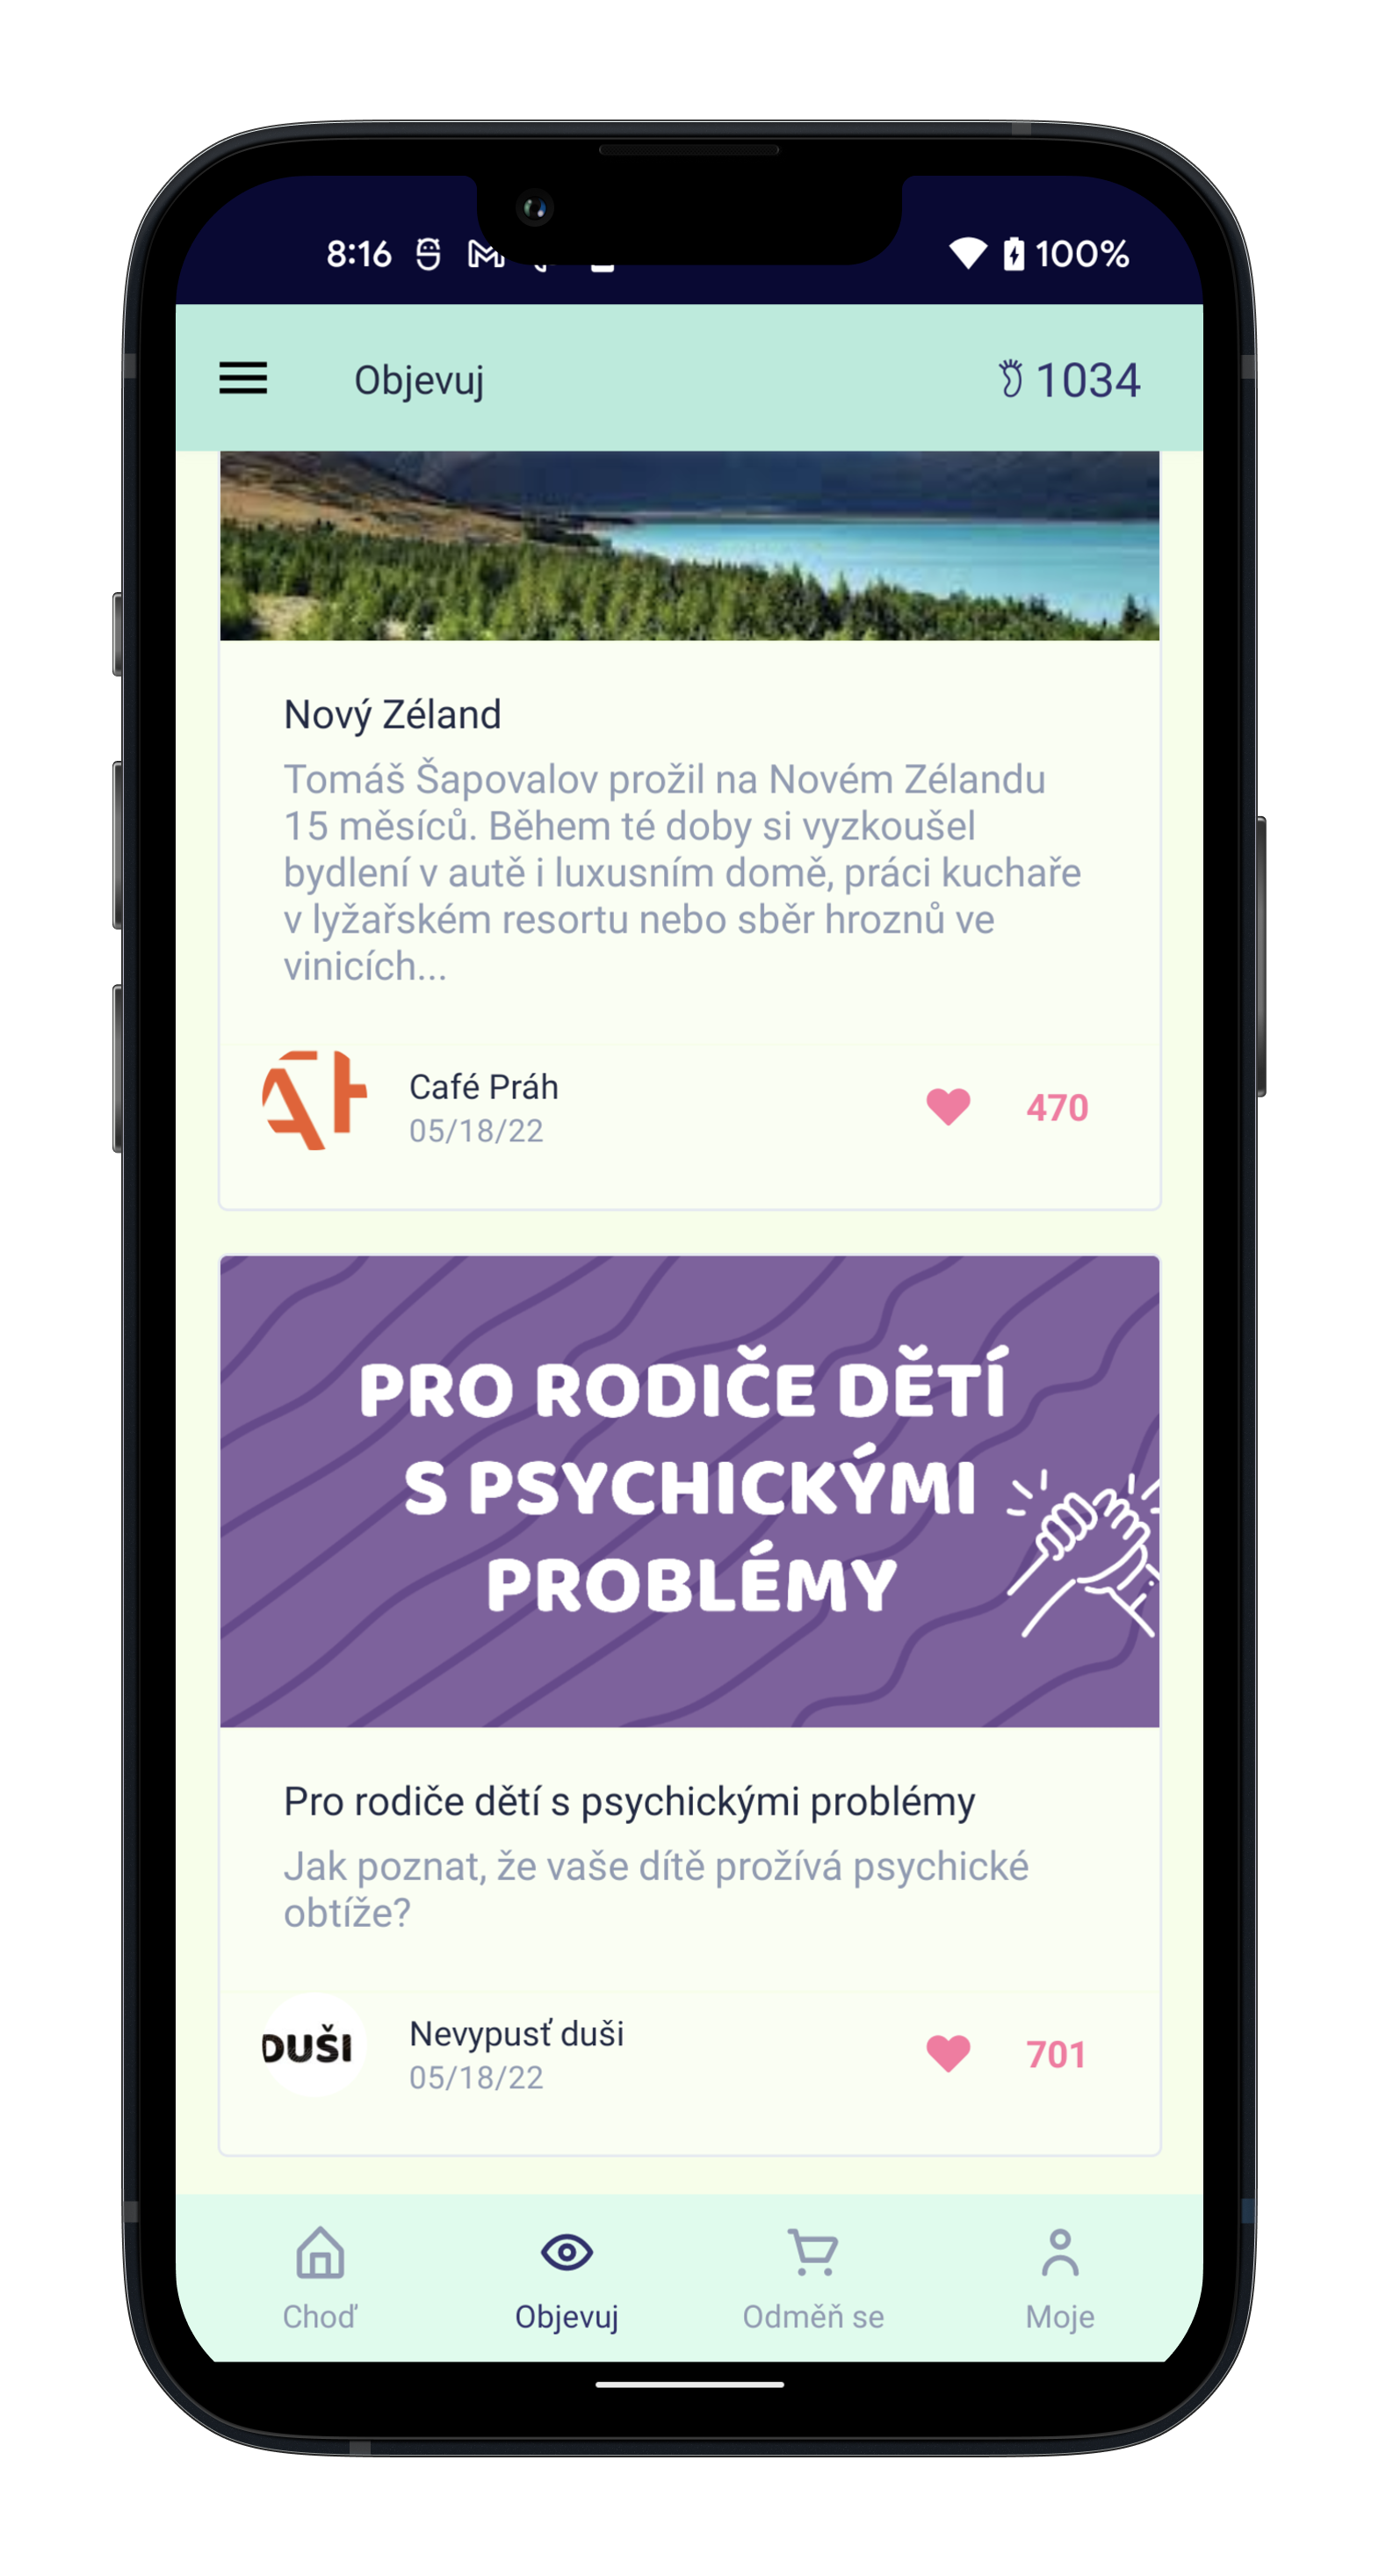 8:16
100%
Objevuj
1034
Nový Zéland
Tomáš Šapovalov prožil na Novém Zélandu
15 měsíců. Během té doby si vyzkoušel
bydlení v autě i luxusním domě, práci kuchaře
v lyžařském resortu nebo sběr hroznů ve
vinicích...
Café Práh
05/18/22
470
PRO RODIČE DĚTÍ
S PSYCHICKÝMI
PROBLÉMY
Pro rodiče dětí s psychickými problémy
Jak poznat, že vaše dítě prožívá psychické
obtíže?
DUŠI
Nevypusť duši
05/18/22
701
Choď
Objevuj
Odměň se
Moje